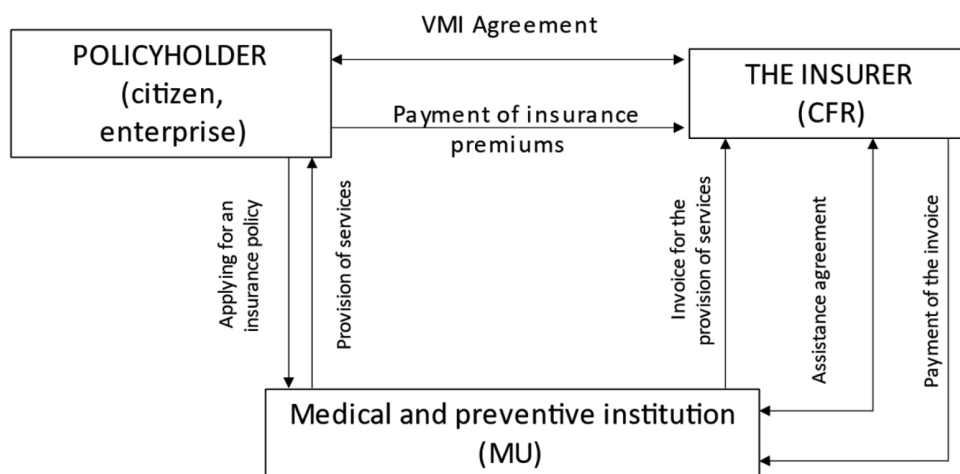 VMI Agreement
POLICYHOLDER
(citizen,
enterprise)
THE INSURER
(CFR)
Payment of insurance
premiums
Applying for an
insurance policy
Provision of services
Invoice for the
provision of services
Assistance agreement
Payment of the invoice
Medical and preventive institution
(MU)